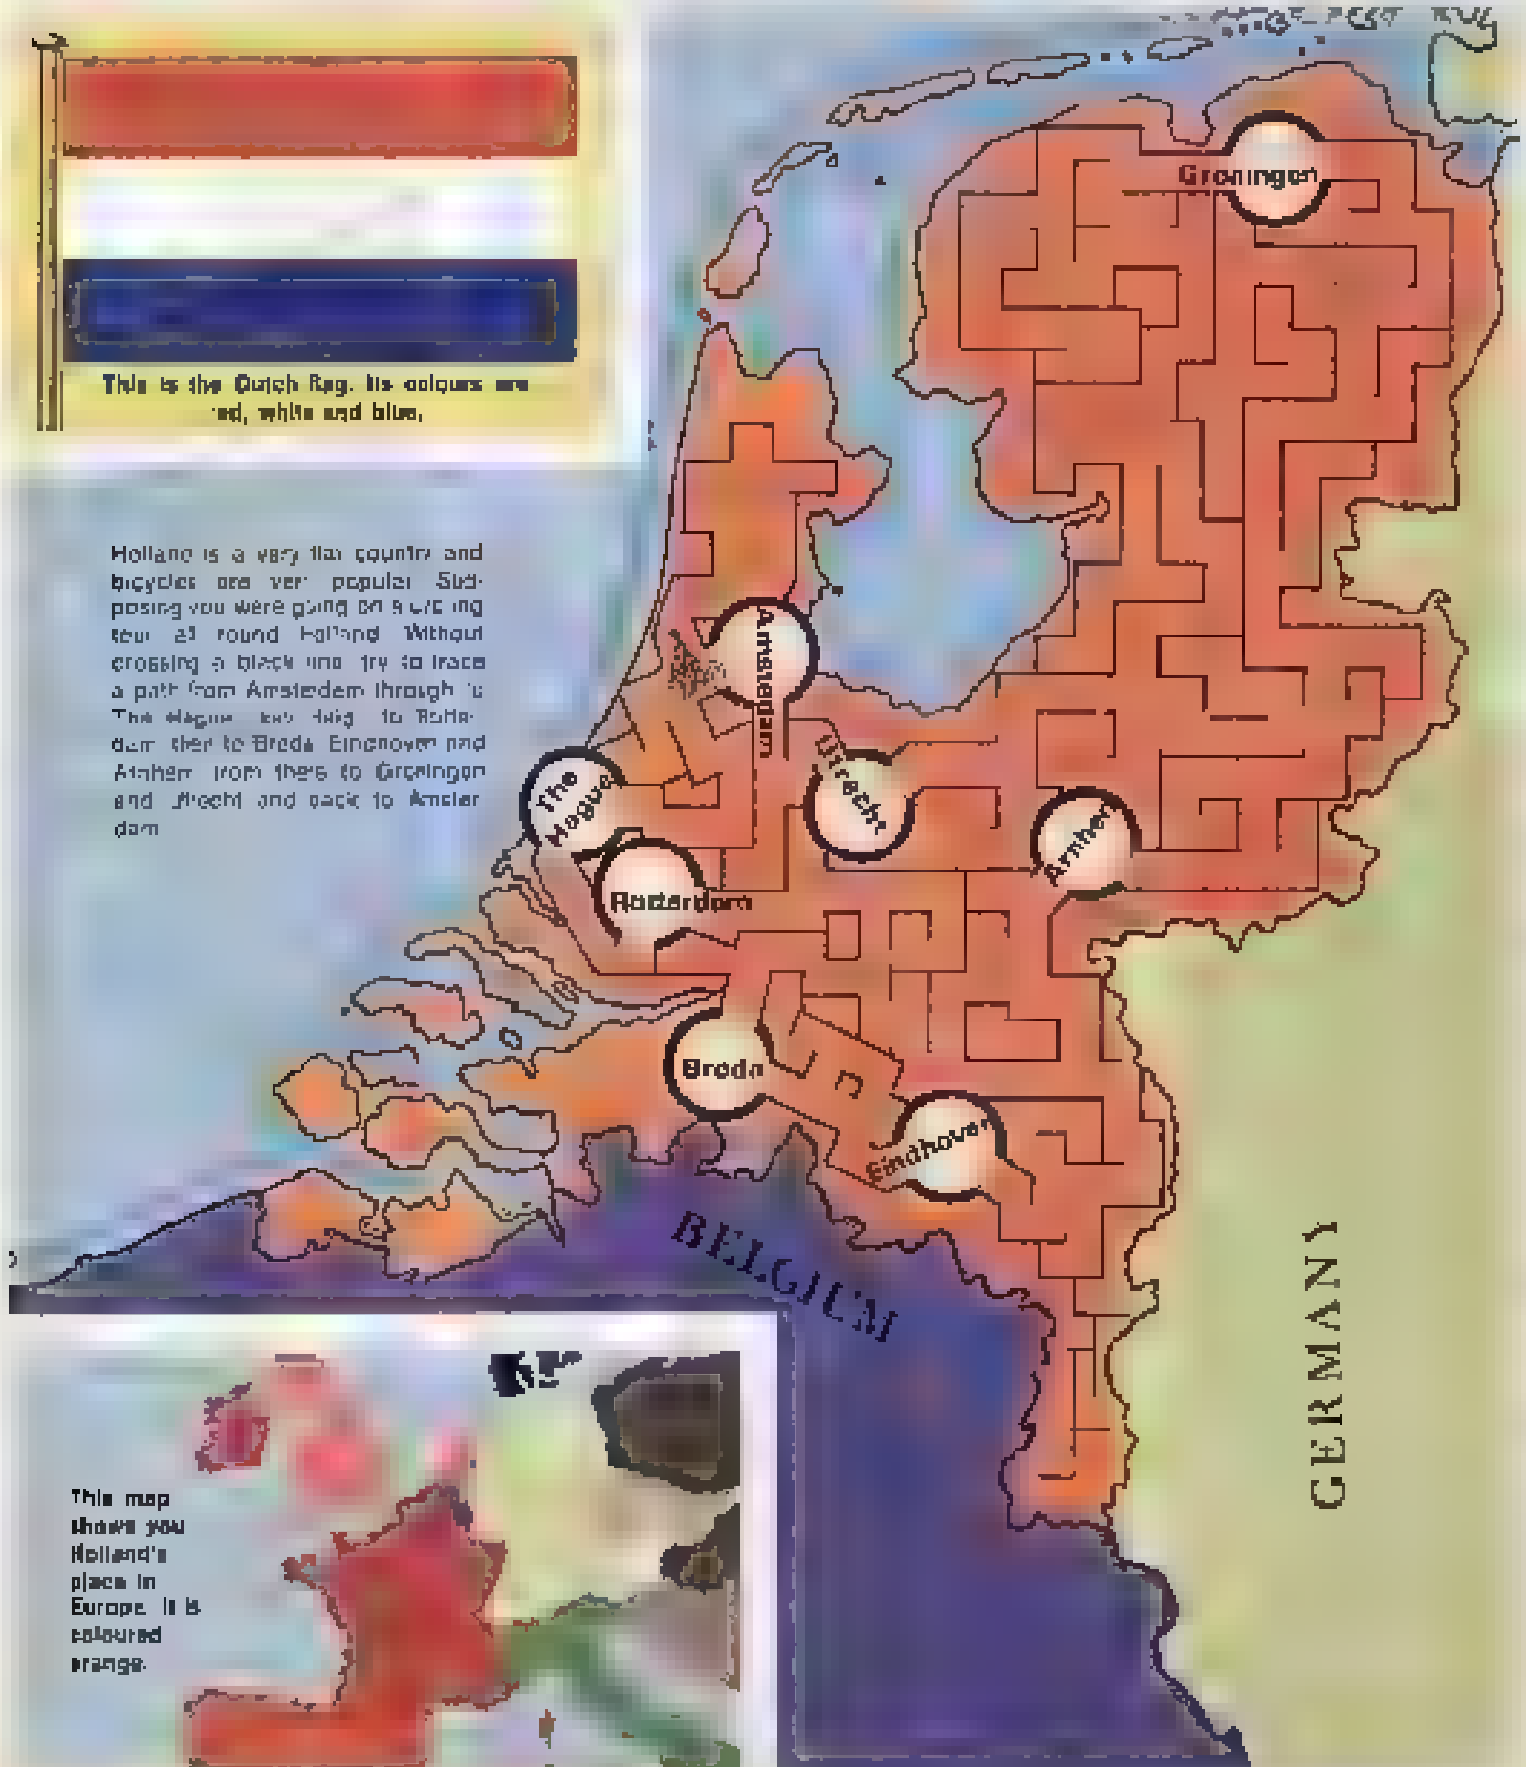 This is the Dutch flag. Its colours are
red, white and blue.
Holland is a very flat country and
bicycles are very popular. Sup-
posing you were going on a cycling
tour all round Holland. Without
crossing a black line, try to trace
a path from Amsterdam through to
The Hague, to Rotter-
dam, then to Breda, Eindhoven and
Arnhem, from there to Groningen
and Utrecht and back to Amster-
dam
Groningen
Amsterdam
Utrecht
The
Hague
Arnhem
Rotterdam
Breda
Eindhoven
BELGIUM
GERMANY
This map
shows you
Holland's
place in
Europe. It is
coloured
orange.